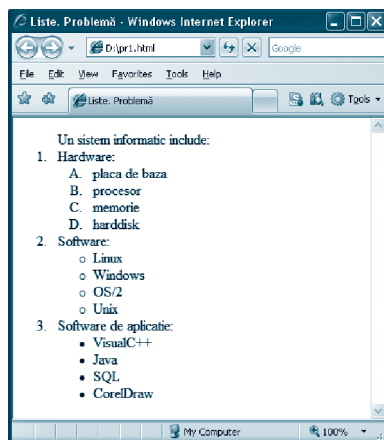 Liste. Problemă - Windows Internet Explorer
D:\pr1.html
Google
File Edit View Favorites Tools Help
Liste. Problemă
Tools
Un sistem informatic include:
1. Hardware:
A. placa de baza
B. procesor
C. memorie
D. harddisk
2. Software:
o Linux
o Windows
o OS/2
o Unix
3. Software de aplicatie:
• VisualC++
• Java
• SQL
• CorelDraw
My Computer
100%